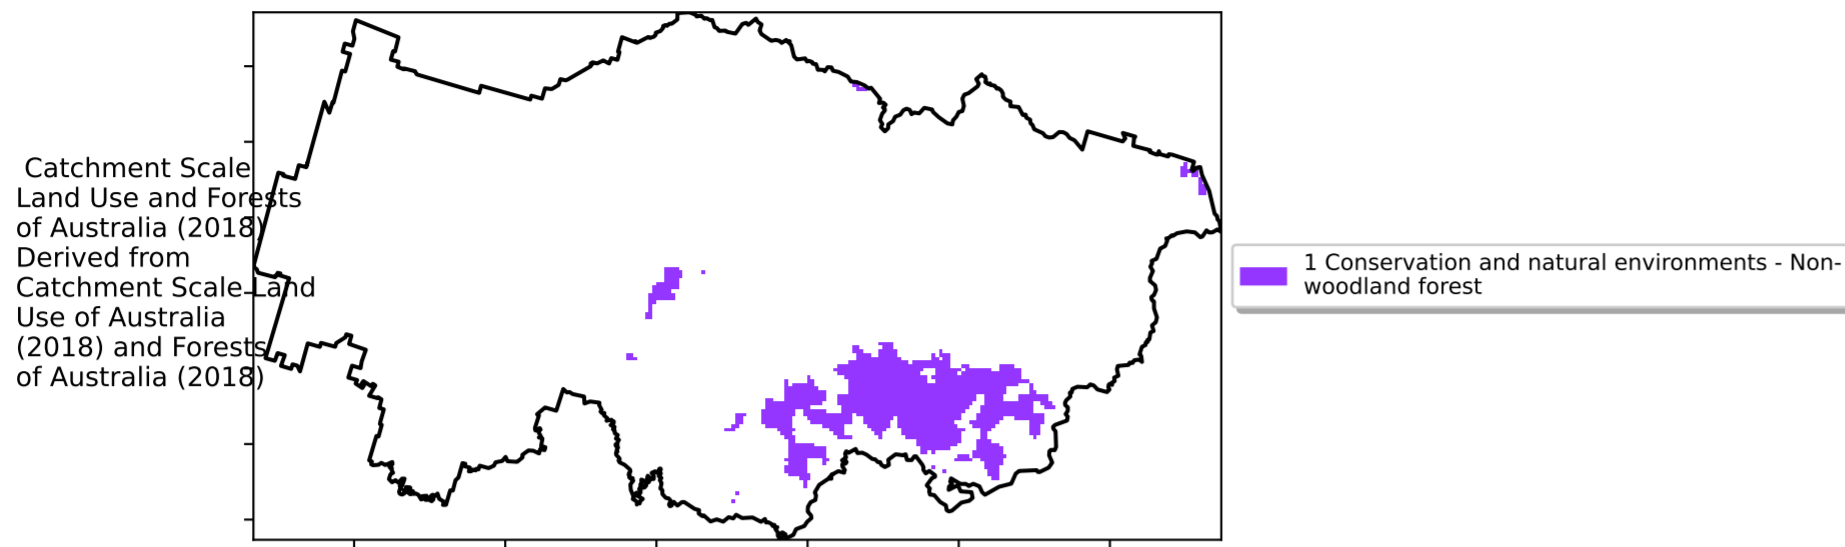 Catchment Scale
Land Use and Forests
of Australia (2018)
Derived from
Catchment Scale Land
Use of Australia
(2018) and Forests
of Australia (2018)
1 Conservation and natural environments - Non-
woodland forest